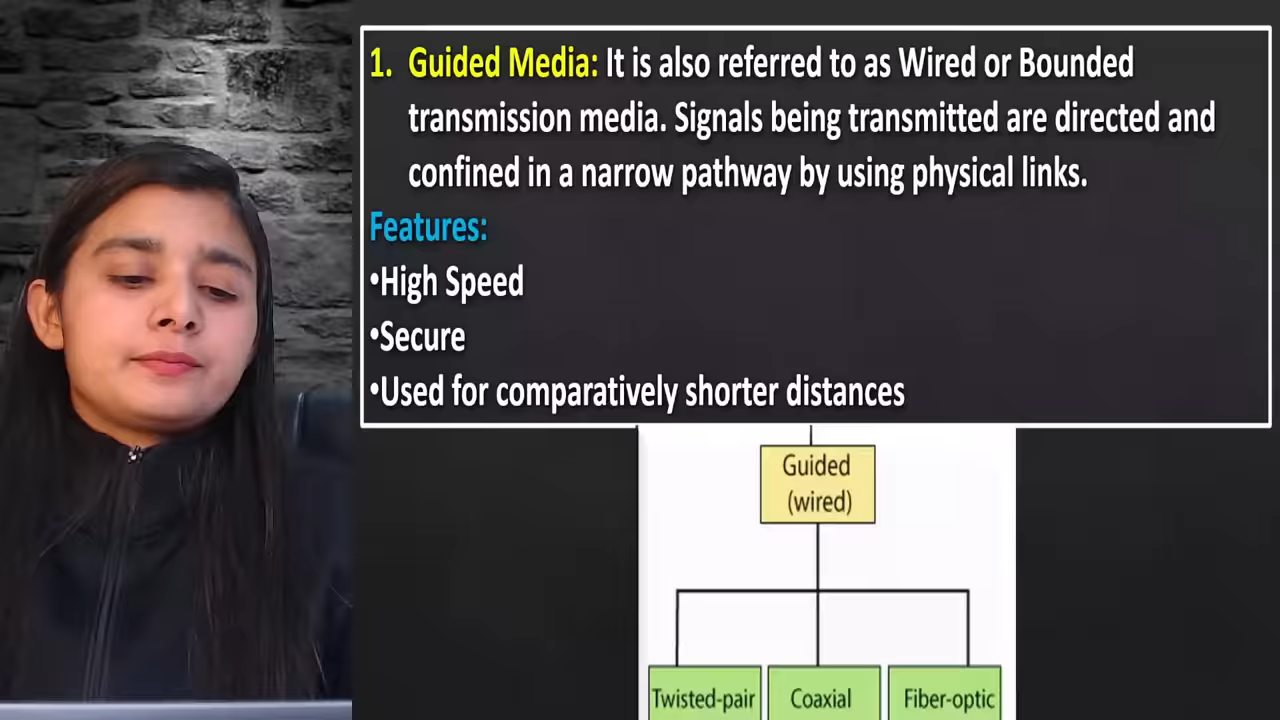 1. Guided Media: It is also referred to as Wired or Bounded
transmission media. Signals being transmitted are directed and
confined in a narrow pathway by using physical links.
Features:
•High Speed
•Secure
•Used for comparatively shorter distances
Guided
(wired)
Twisted-pair
Coaxial
Fiber-optic